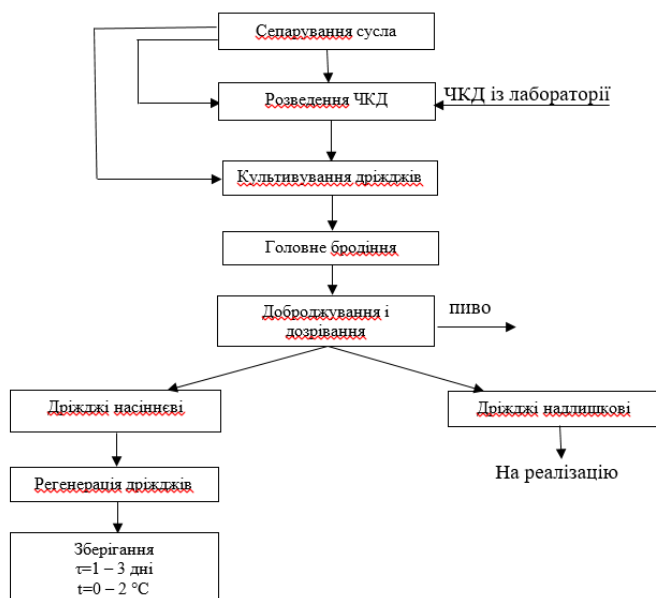 Сепарування сусла
Розведення ЧКД
ЧКД із лабораторії
Культивування дріжджів
Головне бродіння
Доброджування і
дозрівання
пиво
Дріжджі насіннєві
Дріжджі надлишкові
Регенерація дріжджів
На реалізацію
Зберігання
τ=1 – 3 дні
t=0 – 2 °C